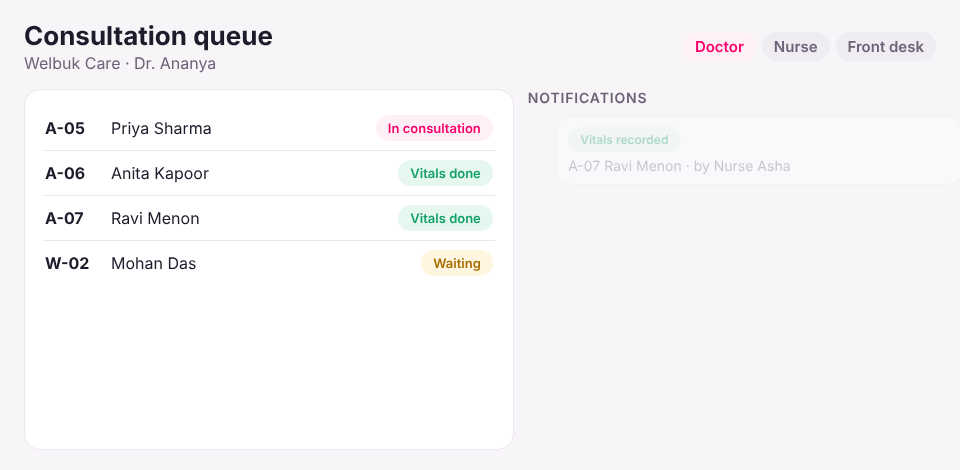 Consultation queue
Welbuk Care · Dr. Ananya
Doctor Nurse Front desk
A-05 Priya Sharma In consultation
A-06 Anita Kapoor Vitals done
A-07 Ravi Menon Vitals done
W-02 Mohan Das Waiting
NOTIFICATIONS
Vitals recorded
A-07 Ravi Menon · by Nurse Asha